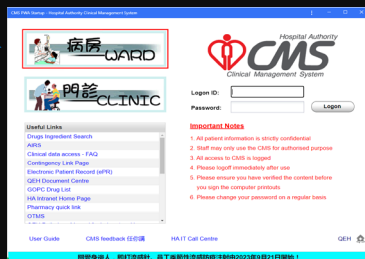 CMS PWA Startup - Hospital Authority Clinical Management System
病房
WARD
門診
CLINIC
Hospital Authority
CMS
Clinical Management System
Logon ID:
Password:
Logon
Useful Links
Drugs Ingredient Search
AIRS
Clinical data access - FAQ
Contingency Link Page
Electronic Patient Record (ePR)
QEH Document Centre
GOPC Drug List
HA Intranet Home Page
Pharmacy quick link
OTMS
Important Notes
1. All patient information is strictly confidential
2. Staff may only use the CMS for authorised purpose
3. All access to CMS is logged
4. Please logoff immediately after use
5. Please ensure you have verified the content before
you sign the computer printouts
6. Please change your password on a regular basis
User Guide
CMS feedback 任你講
HA IT Call Centre
QEH